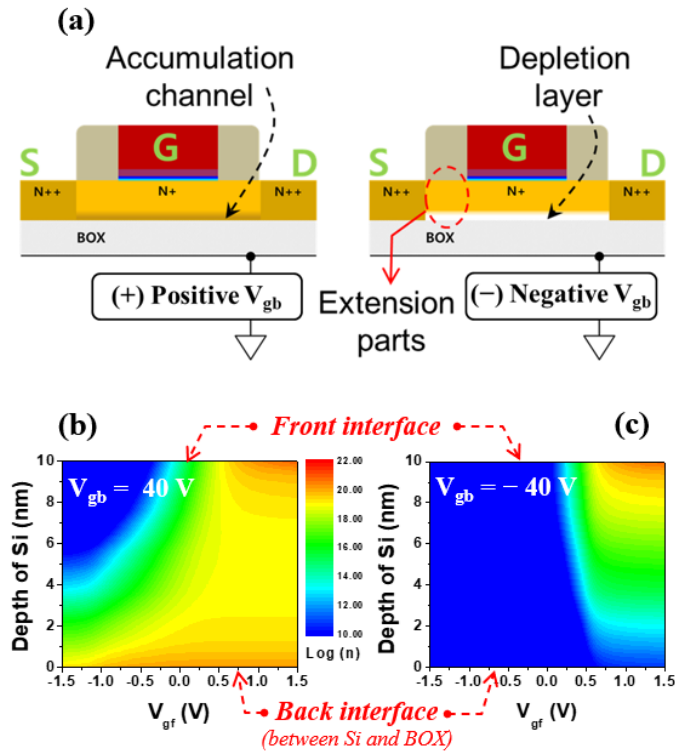 (a)
Accumulation
channel
Depletion
layer
S
G
D
N++
N+
N++
BOX
(+) Positive Vgb
S
G
D
N++
N+
N++
BOX
(−) Negative Vgb
Extension
parts
(b)
Front interface
(c)
Vgb = 40 V
Depth of Si (nm)
10
8
6
4
2
0
-1.5 -1.0 -0.5 0.0 0.5 1.0 1.5
Vgf (V)
22.00
20.00
18.00
16.00
14.00
12.00
10.00
Log (n)
Vgb = − 40 V
Depth of Si (nm)
10
8
6
4
2
0
-1.5 -1.0 -0.5 0.0 0.5 1.0 1.5
Vgf (V)
Back interface
(between Si and BOX)